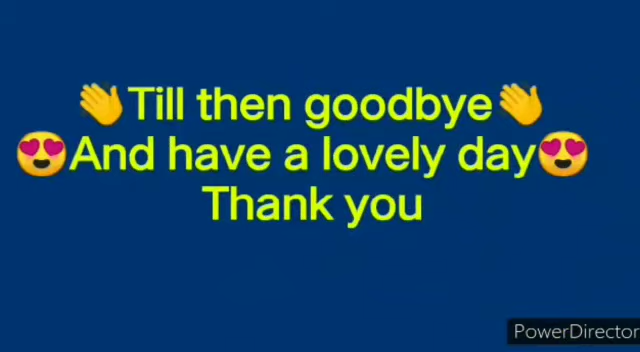 👋Till then goodbye👋
😍And have a lovely day😍
Thank you
PowerDirector